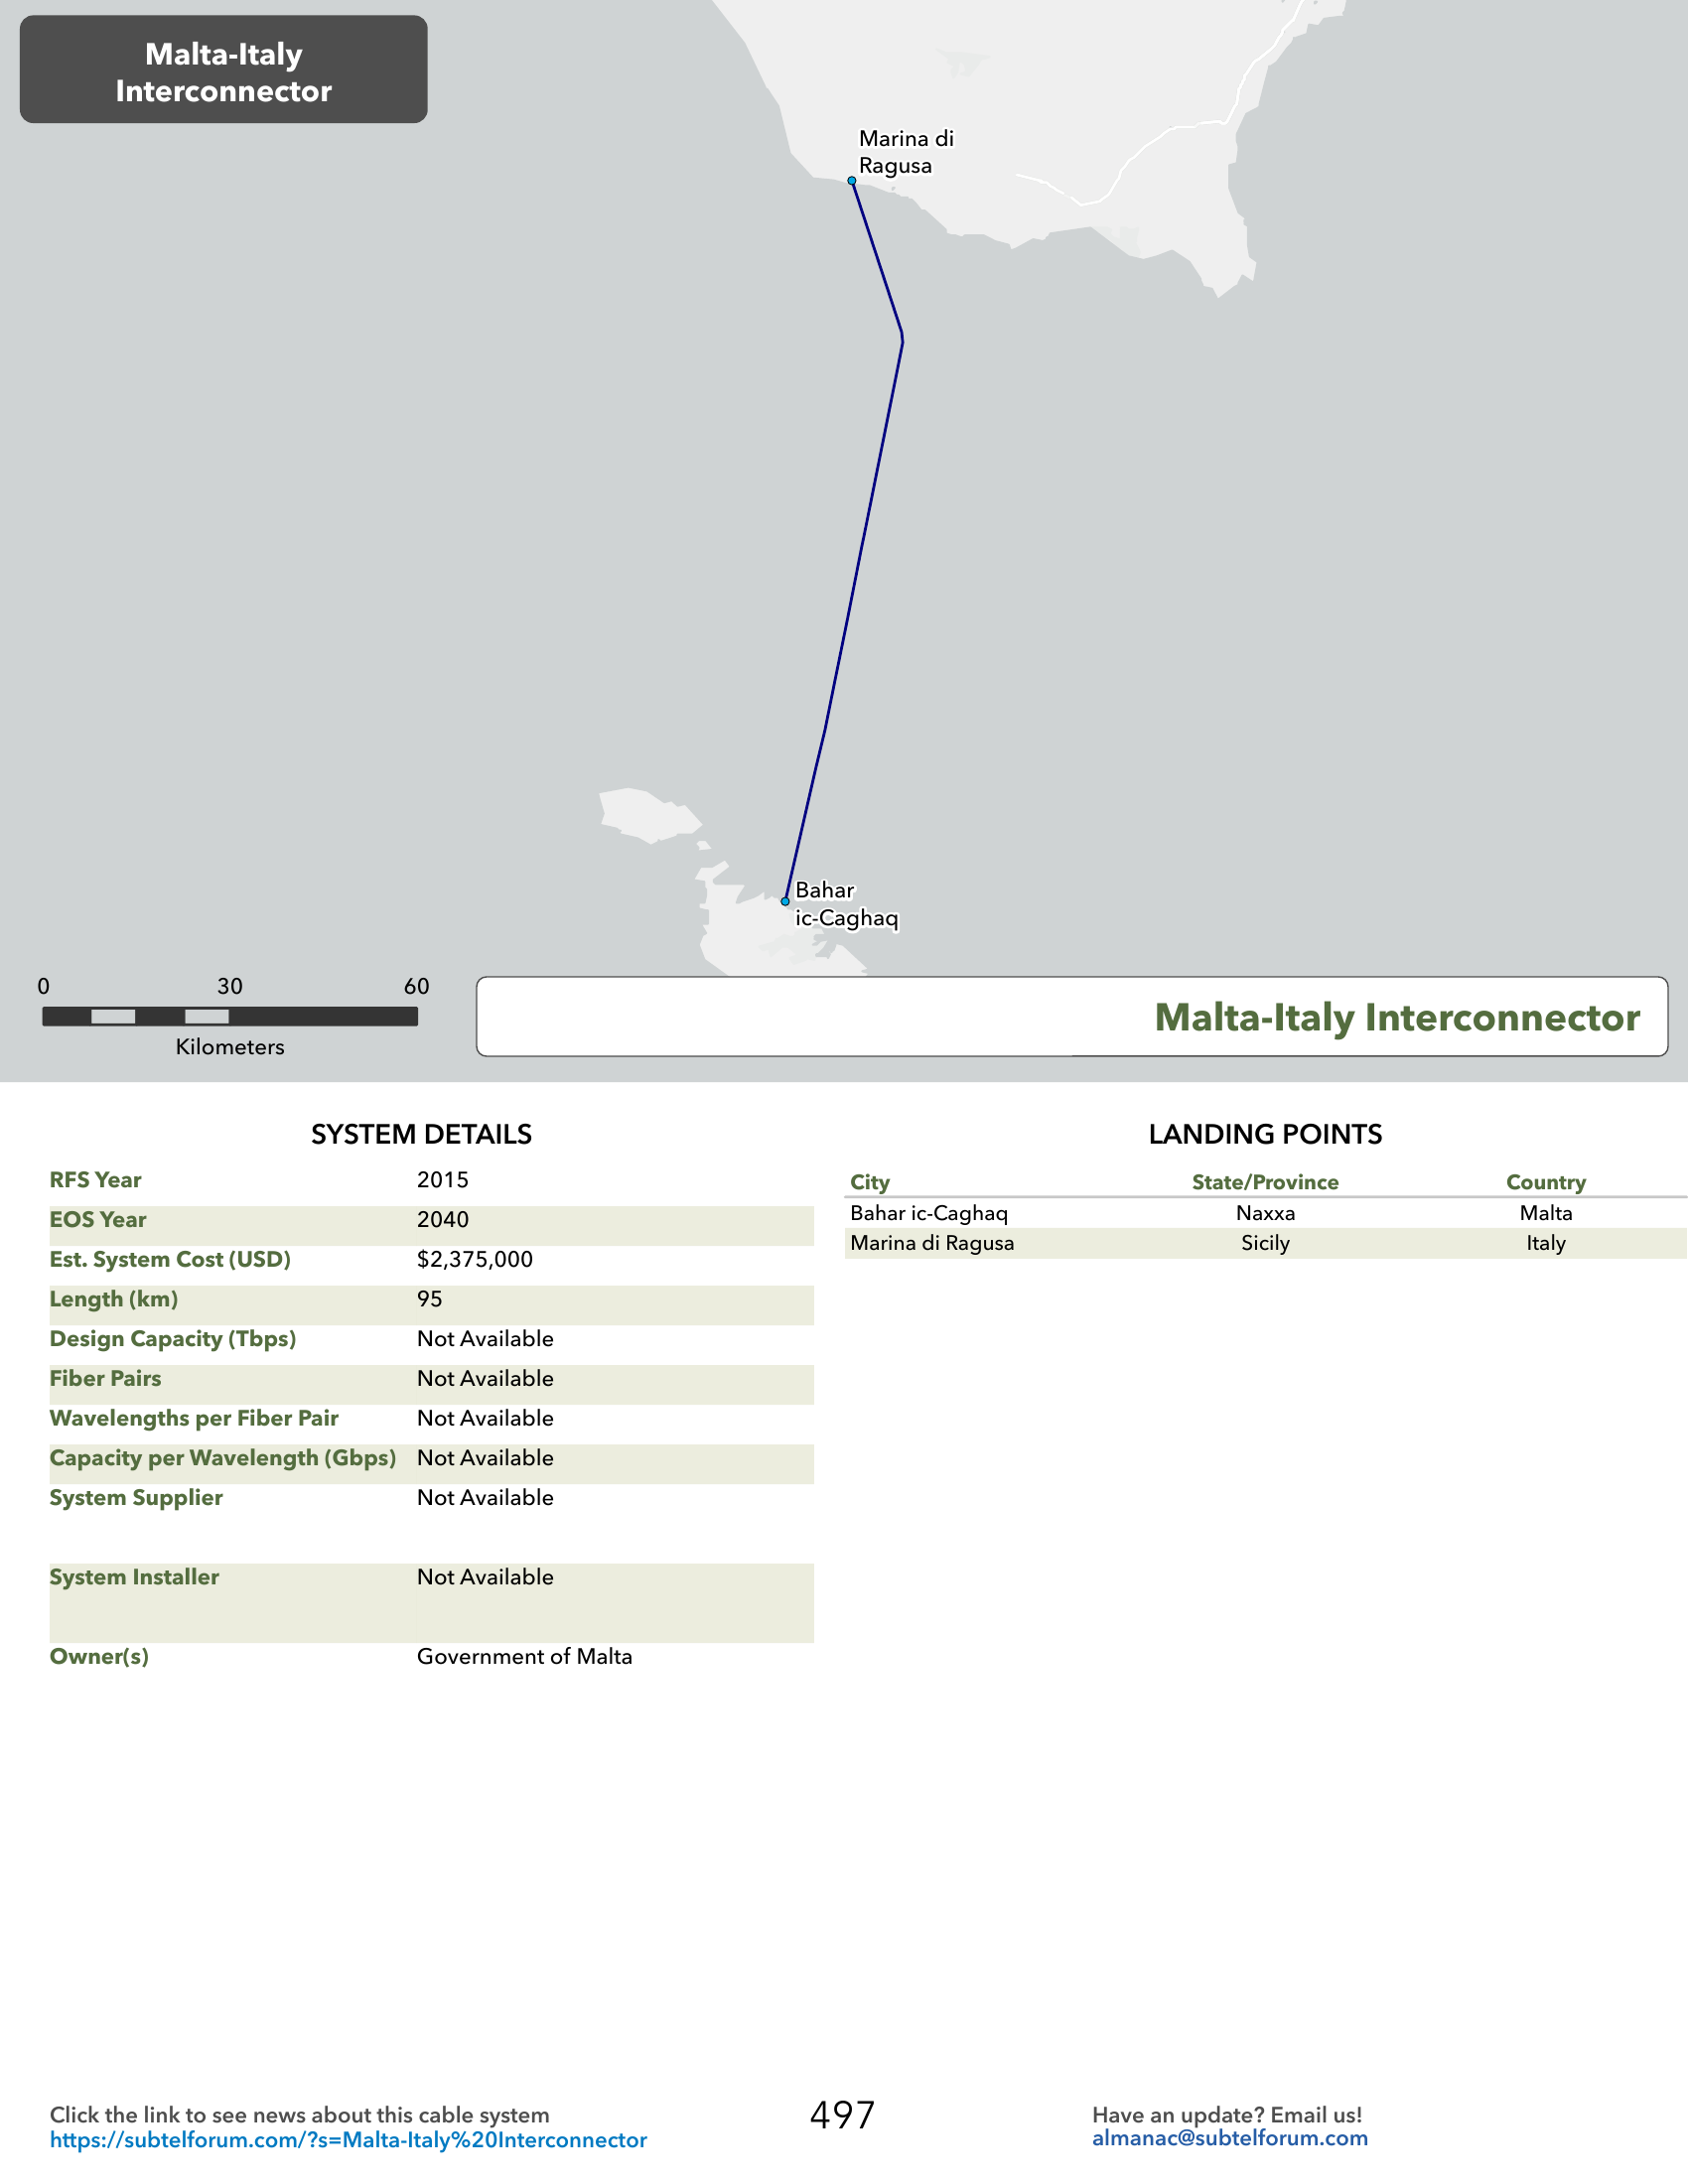 Malta-Italy
Interconnector
Marina di
Ragusa
Bahar
ic-Caghaq
0 30 60
Kilometers
Malta-Italy Interconnector
SYSTEM DETAILS
RFS Year 2015
EOS Year 2040
Est. System Cost (USD) $2,375,000
Length (km) 95
Design Capacity (Tbps) Not Available
Fiber Pairs Not Available
Wavelengths per Fiber Pair Not Available
Capacity per Wavelength (Gbps) Not Available
System Supplier Not Available
System Installer Not Available
Owner(s) Government of Malta
LANDING POINTS
City State/Province Country
Bahar ic-Caghaq Naxxa Malta
Marina di Ragusa Sicily Italy
Click the link to see news about this cable system
https://subtelforum.com/?s=Malta-Italy%20Interconnector
497
Have an update? Email us!
almanac@subtelforum.com